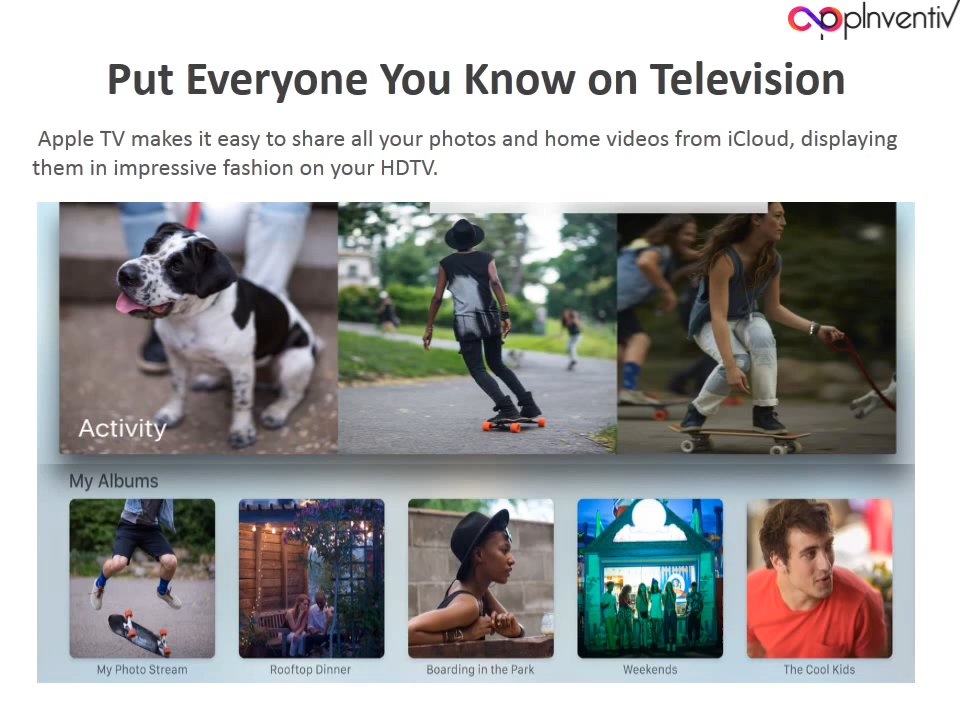 appInventiv
Put Everyone You Know on Television
Apple TV makes it easy to share all your photos and home videos from iCloud, displaying
them in impressive fashion on your HDTV.
Activity
My Albums
My Photo Stream
Rooftop Dinner
Boarding in the Park
Weekends
The Cool Kids